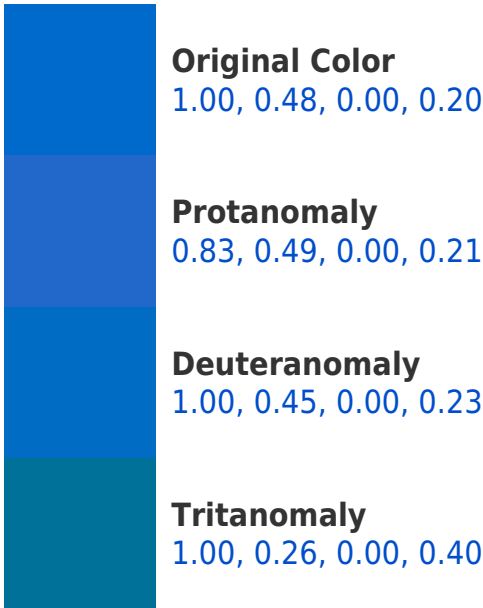 Original Color
1.00, 0.48, 0.00, 0.20
Protanomaly
0.83, 0.49, 0.00, 0.21
Deuteranomaly
1.00, 0.45, 0.00, 0.23
Tritanomaly
1.00, 0.26, 0.00, 0.40